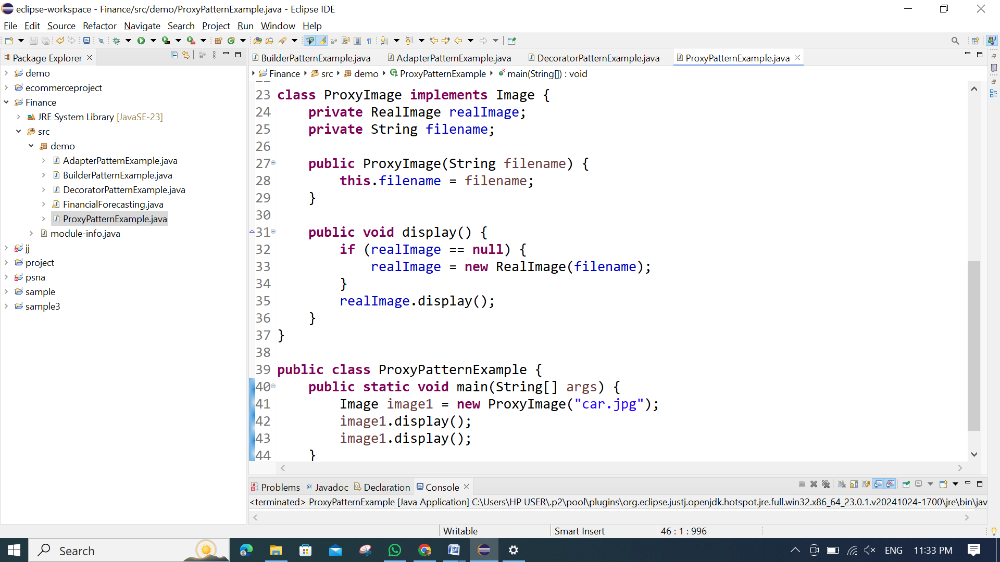 eclipse-workspace - Finance/src/demo/ProxyPatternExample.java - Eclipse IDE
File Edit Source Refactor Navigate Search Project Run Window Help
Package Explorer
demo
ecommerceproject
Finance
JRE System Library [JavaSE-23]
src
demo
AdapterPatternExample.java
BuilderPatternExample.java
DecoratorPatternExample.java
FinancialForecasting.java
ProxyPatternExample.java
module-info.java
jj
project
psna
sample
sample3
BuilderPatternExample.java AdapterPatternExample.java DecoratorPatternExample.java ProxyPatternExample.java
Finance src demo ProxyPatternExample main(String[]) : void
23 class ProxyImage implements Image {
24     private RealImage realImage;
25     private String filename;
26
27     public ProxyImage(String filename) {
28         this.filename = filename;
29     }
30
31     public void display() {
32         if (realImage == null) {
33             realImage = new RealImage(filename);
34         }
35         realImage.display();
36     }
37 }
38
39 public class ProxyPatternExample {
40     public static void main(String[] args) {
41         Image image1 = new ProxyImage("car.jpg");
42         image1.display();
43         image1.display();
44     }
Problems @ Javadoc Declaration Console
<terminated> ProxyPatternExample [Java Application] C:\Users\HP USER\.p2\pool\plugins\org.eclipse.justj.openjdk.hotspot.jre.full.win32.x86_64_23.0.1.v20241024-1700\jre\bin\jav
Writable Smart Insert 46 : 1 : 996
Search ENG 11:33 PM